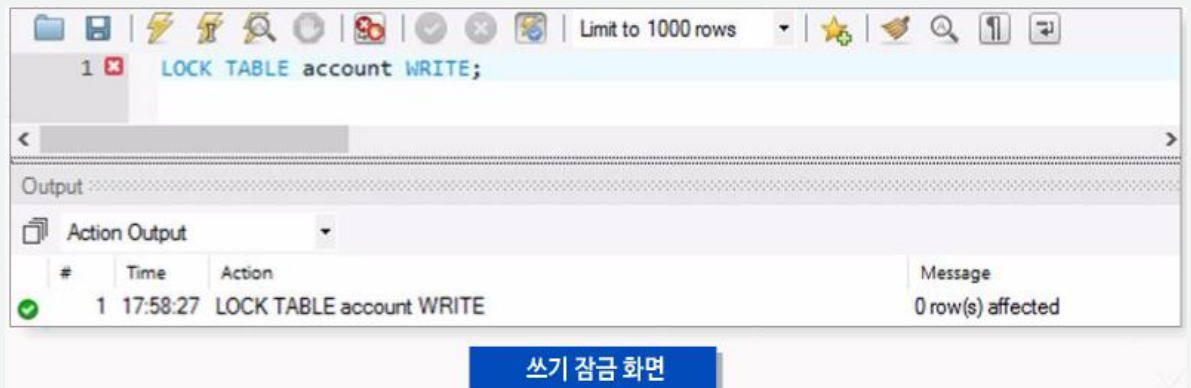 Limit to 1000 rows
1 LOCK TABLE account WRITE;
Output
Action Output
# Time Action Message
1 17:58:27 LOCK TABLE account WRITE 0 row(s) affected
쓰기 잠금 화면